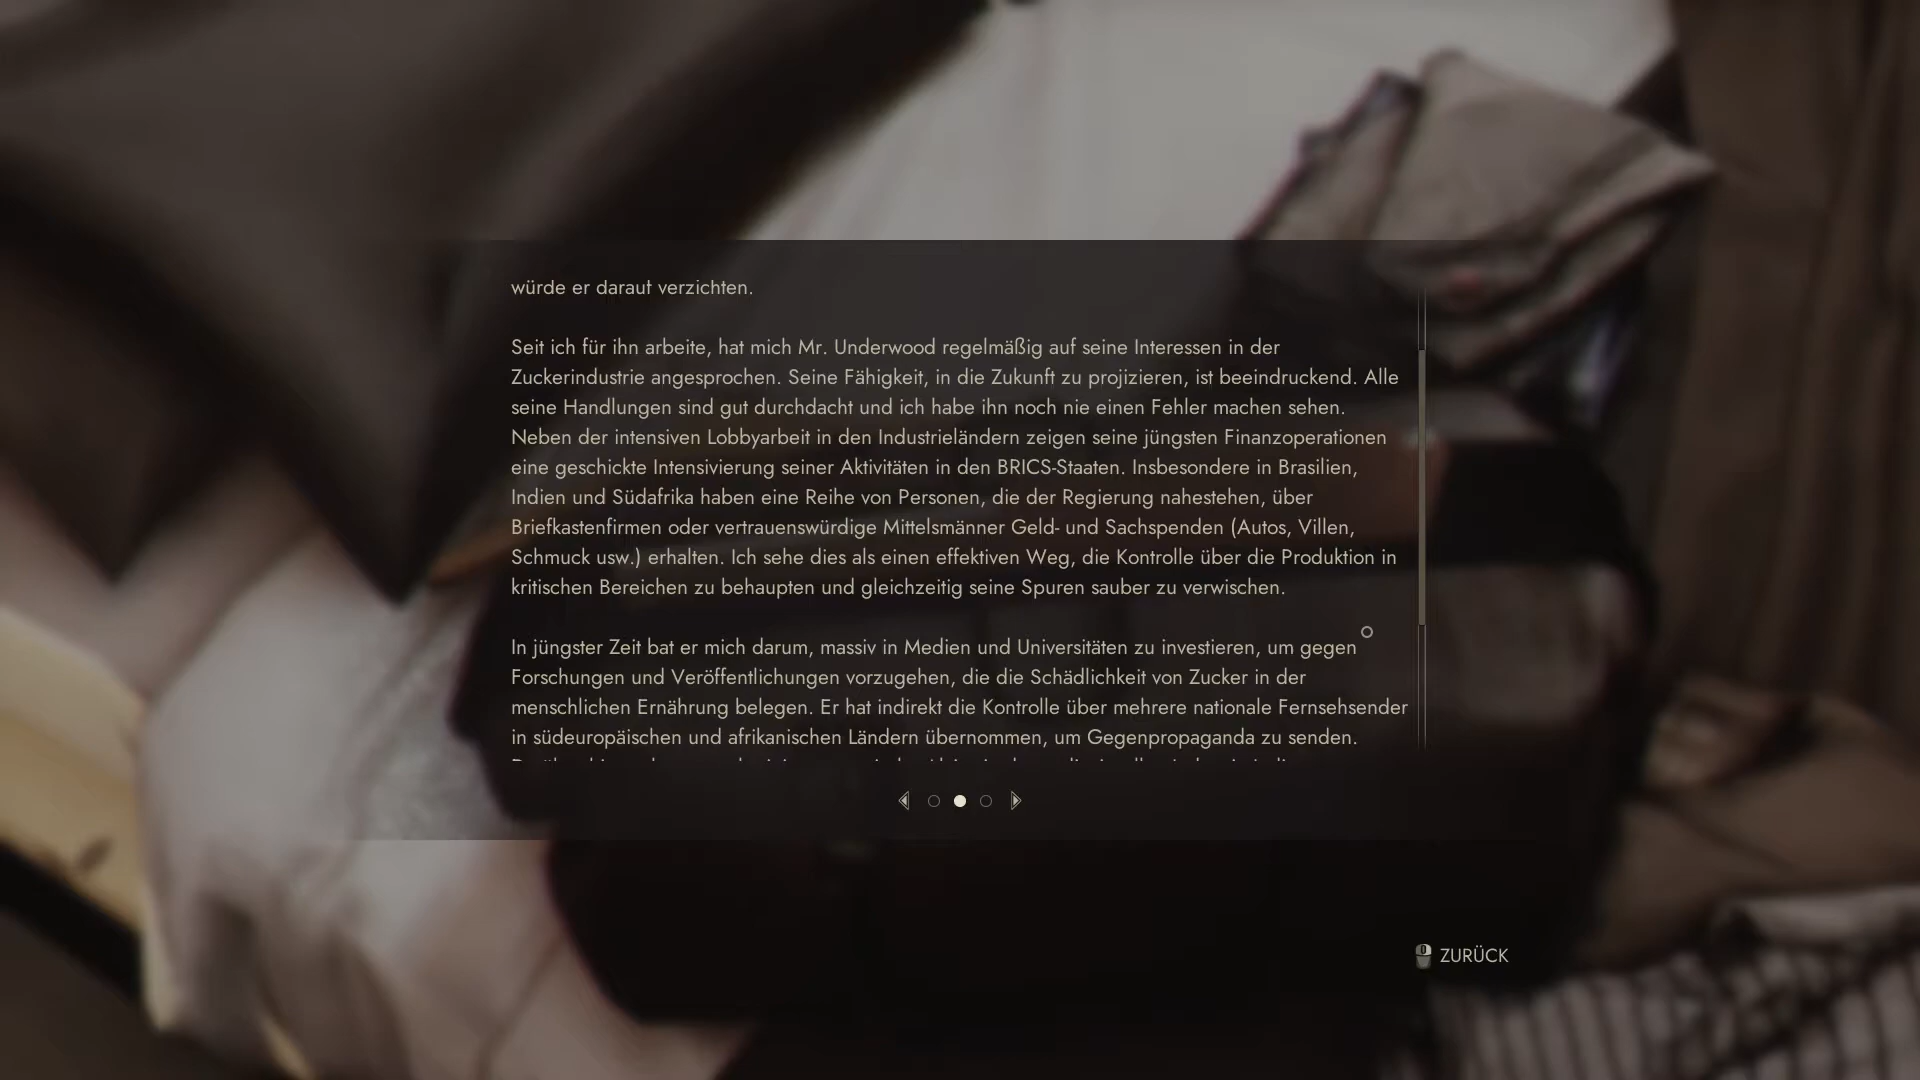 würde er darauf verzichten.
Seit ich für ihn arbeite, hat mich Mr. Underwood regelmäßig auf seine Interessen in der
Zuckerindustrie angesprochen. Seine Fähigkeit, in die Zukunft zu projizieren, ist beeindruckend. Alle
seine Handlungen sind gut durchdacht und ich habe ihn noch nie einen Fehler machen sehen.
Neben der intensiven Lobbyarbeit in den Industrieländern zeigen seine jüngsten Finanzoperationen
eine geschickte Intensivierung seiner Aktivitäten in den BRICS-Staaten. Insbesondere in Brasilien,
Indien und Südafrika haben eine Reihe von Personen, die der Regierung nahestehen, über
Briefkastenfirmen oder vertrauenswürdige Mittelsmänner Geld- und Sachspenden (Autos, Villen,
Schmuck usw.) erhalten. Ich sehe dies als einen effektiven Weg, die Kontrolle über die Produktion in
kritischen Bereichen zu behaupten und gleichzeitig seine Spuren sauber zu verwischen.
In jüngster Zeit bat er mich darum, massiv in Medien und Universitäten zu investieren, um gegen
Forschungen und Veröffentlichungen vorzugehen, die die Schädlichkeit von Zucker in der
menschlichen Ernährung belegen. Er hat indirekt die Kontrolle über mehrere nationale Fernsehsender
in südeuropäischen und afrikanischen Ländern übernommen, um Gegenpropaganda zu senden.
ZURÜCK